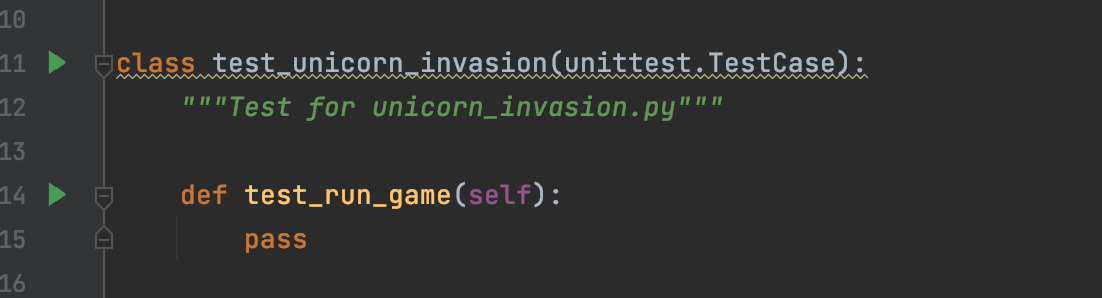 10
11 class test_unicorn_invasion(unittest.TestCase):
12 """Test for unicorn_invasion.py"""
13
14 def test_run_game(self):
15 pass
16